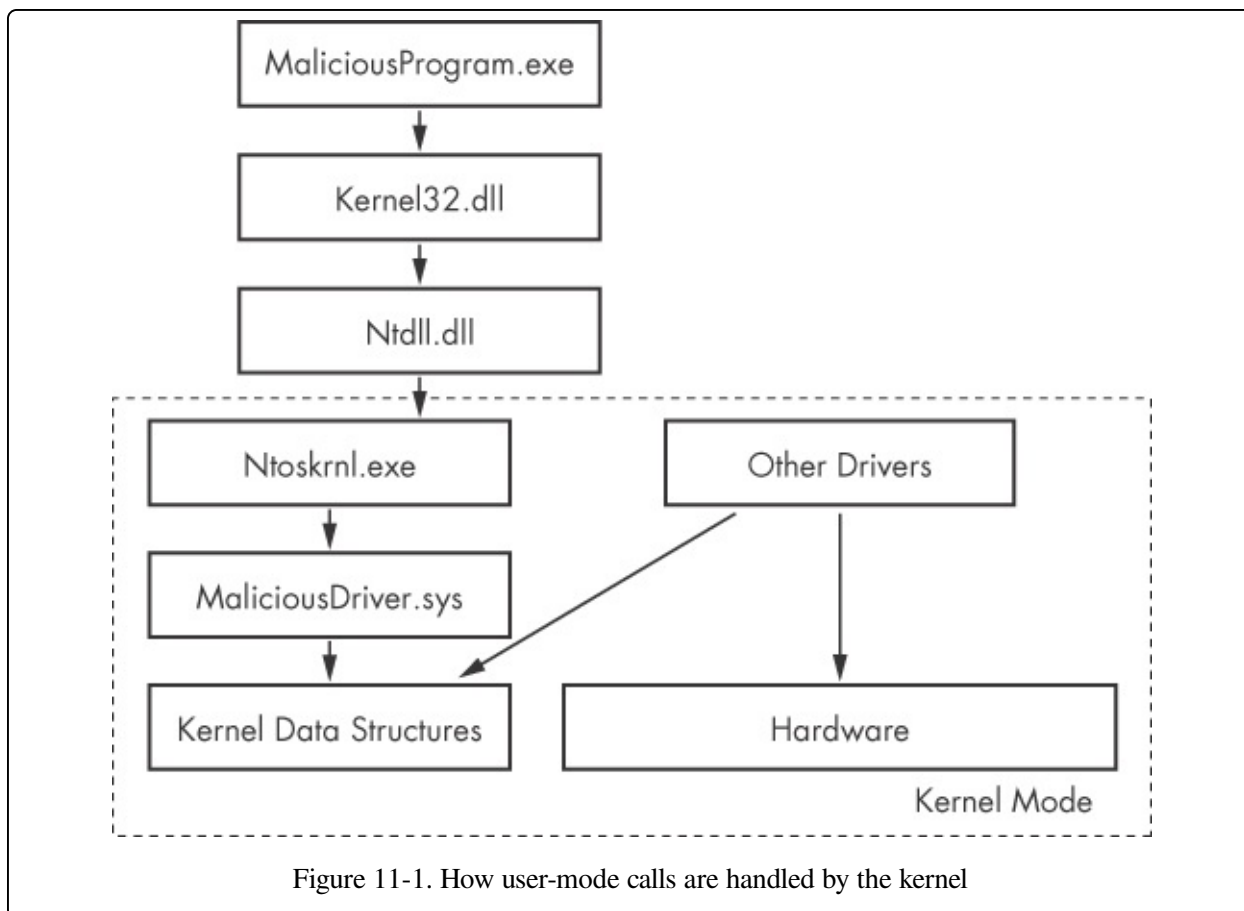 MaliciousProgram.exe
Kernel32.dll
Ntdll.dll
Ntoskrnl.exe
Other Drivers
MaliciousDriver.sys
Kernel Data Structures
Hardware
Kernel Mode
Figure 11-1. How user-mode calls are handled by the kernel